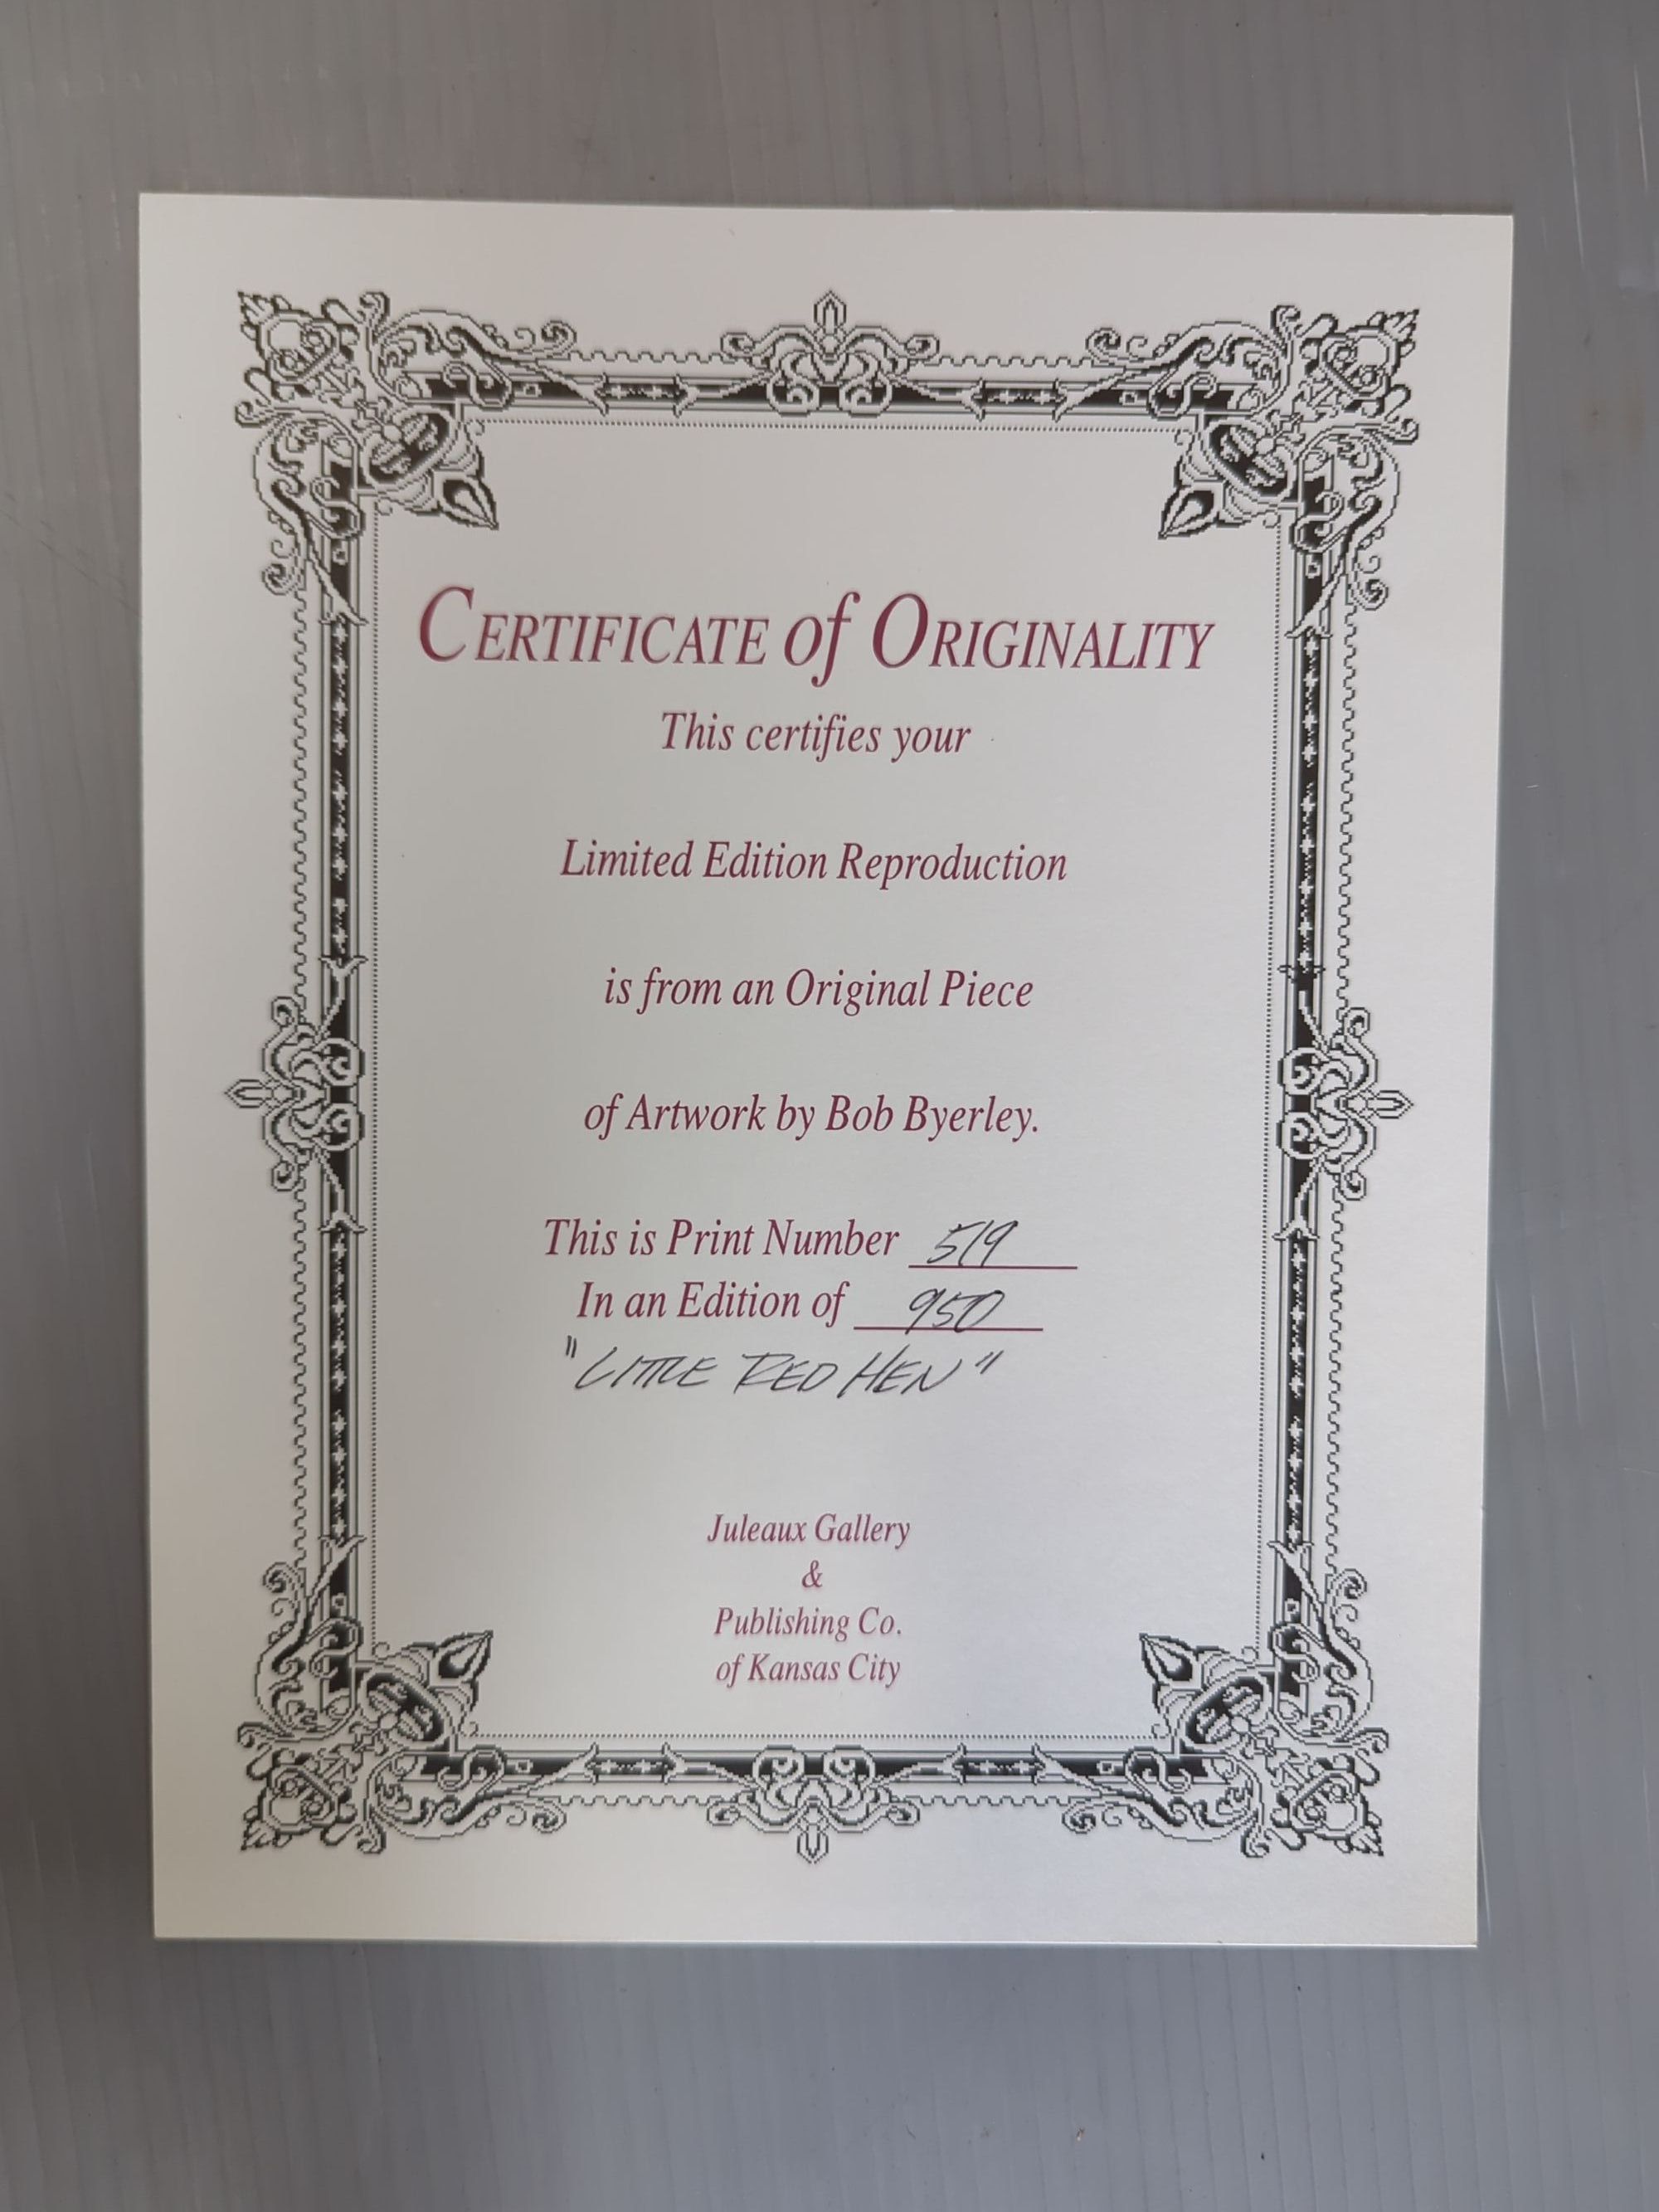 CERTIFICATE of ORIGINALITY
This certifies your
Limited Edition Reproduction
is from an Original Piece
of Artwork by Bob Byerley.
This is Print Number 519
In an Edition of 950
"LITTLE RED HEN"
Juleaux Gallery
&
Publishing Co.
of Kansas City